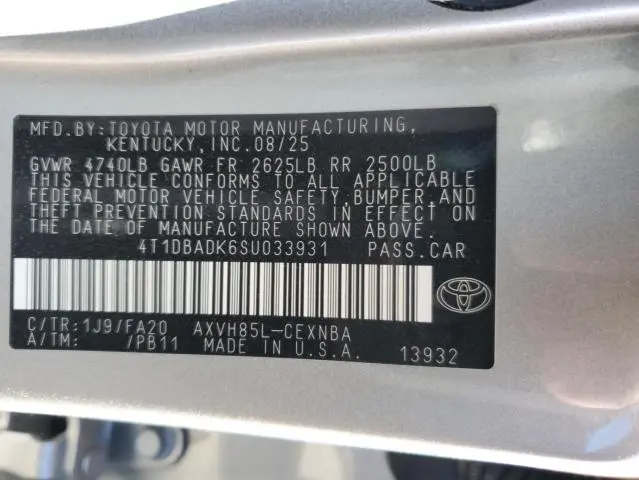 MFD.BY:TOYOTA MOTOR MANUFACTURING,
KENTUCKY,INC.08/25
GVWR 4740LB GAWR FR 2625LB RR 2500LB
THIS VEHICLE CONFORMS TO ALL APPLICABLE
FEDERAL MOTOR VEHICLE SAFETY,BUMPER,AND
THEFT PREVENTION STANDARDS IN EFFECT ON
THE DATE OF MANUFACTURE SHOWN ABOVE.
4T1DBADK6SU033931 PASS.CAR
C/TR:1J9/FA20 AXVH85L-CEXNBA
A/TM: /PB11 MADE IN U.S.A. 13932